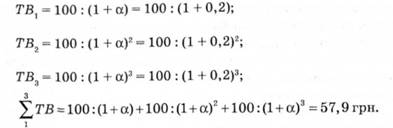 TB₁ = 100 : (1 + α) = 100 : (1 + 0,2);
TB₂ = 100 : (1 + α)² = 100 : (1 + 0,2)²;
TB₃ = 100 : (1 + α)³ = 100 : (1 + 0,2)³;
3
∑ TB = 100 : (1+α)+100 : (1+α)² +100 : (1+α)³ = 57,9 грн.
1